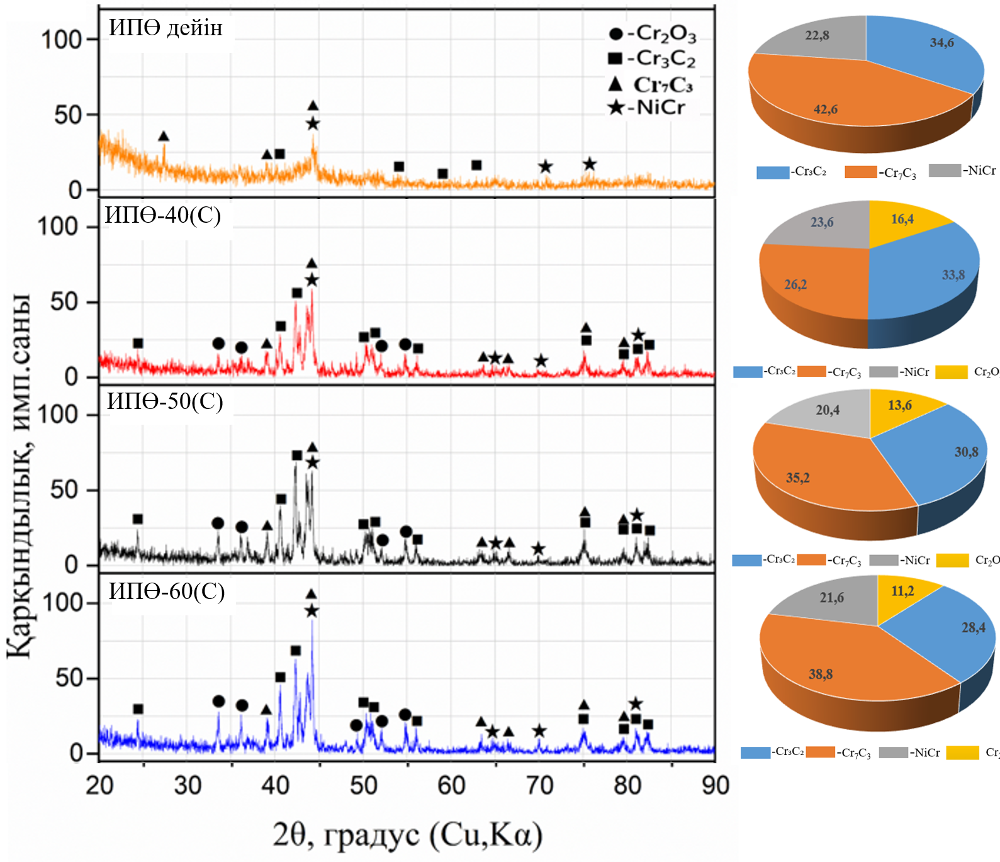 ИПӨ дейін
-Cr₂O₃
-Cr₃C₂
Cr₇C₃
-NiCr
100
50
0
34,6
42,6
22,8
-Cr₃C₂ -Cr₇C₃ -NiCr
ИПӨ-40(C)
100
50
0
16,4
33,8
26,2
23,6
-Cr₃C₂ -Cr₇C₃ -NiCr Cr₂O
ИПӨ-50(C)
100
50
0
13,6
30,8
35,2
20,4
-Cr₃C₂ -Cr₇C₃ -NiCr Cr₂O
ИПӨ-60(C)
100
50
0
11,2
28,4
38,8
21,6
-Cr₃C₂ -Cr₇C₃ -NiCr Cr₂
20 30 40 50 60 70 80 90
2θ, градус (Cu,Kα)
Қарқындылық, имп.саны